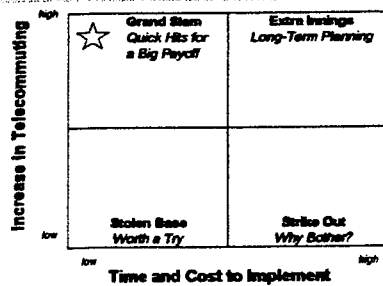 high
Grand Slam
Quick Hits for
a Big Payoff
Extra Innings
Long-Term Planning
Increase in Telecommuting
Stolen Base
Worth a Try
Strike Out
Why Bother?
low
low
high
Time and Cost to Implement